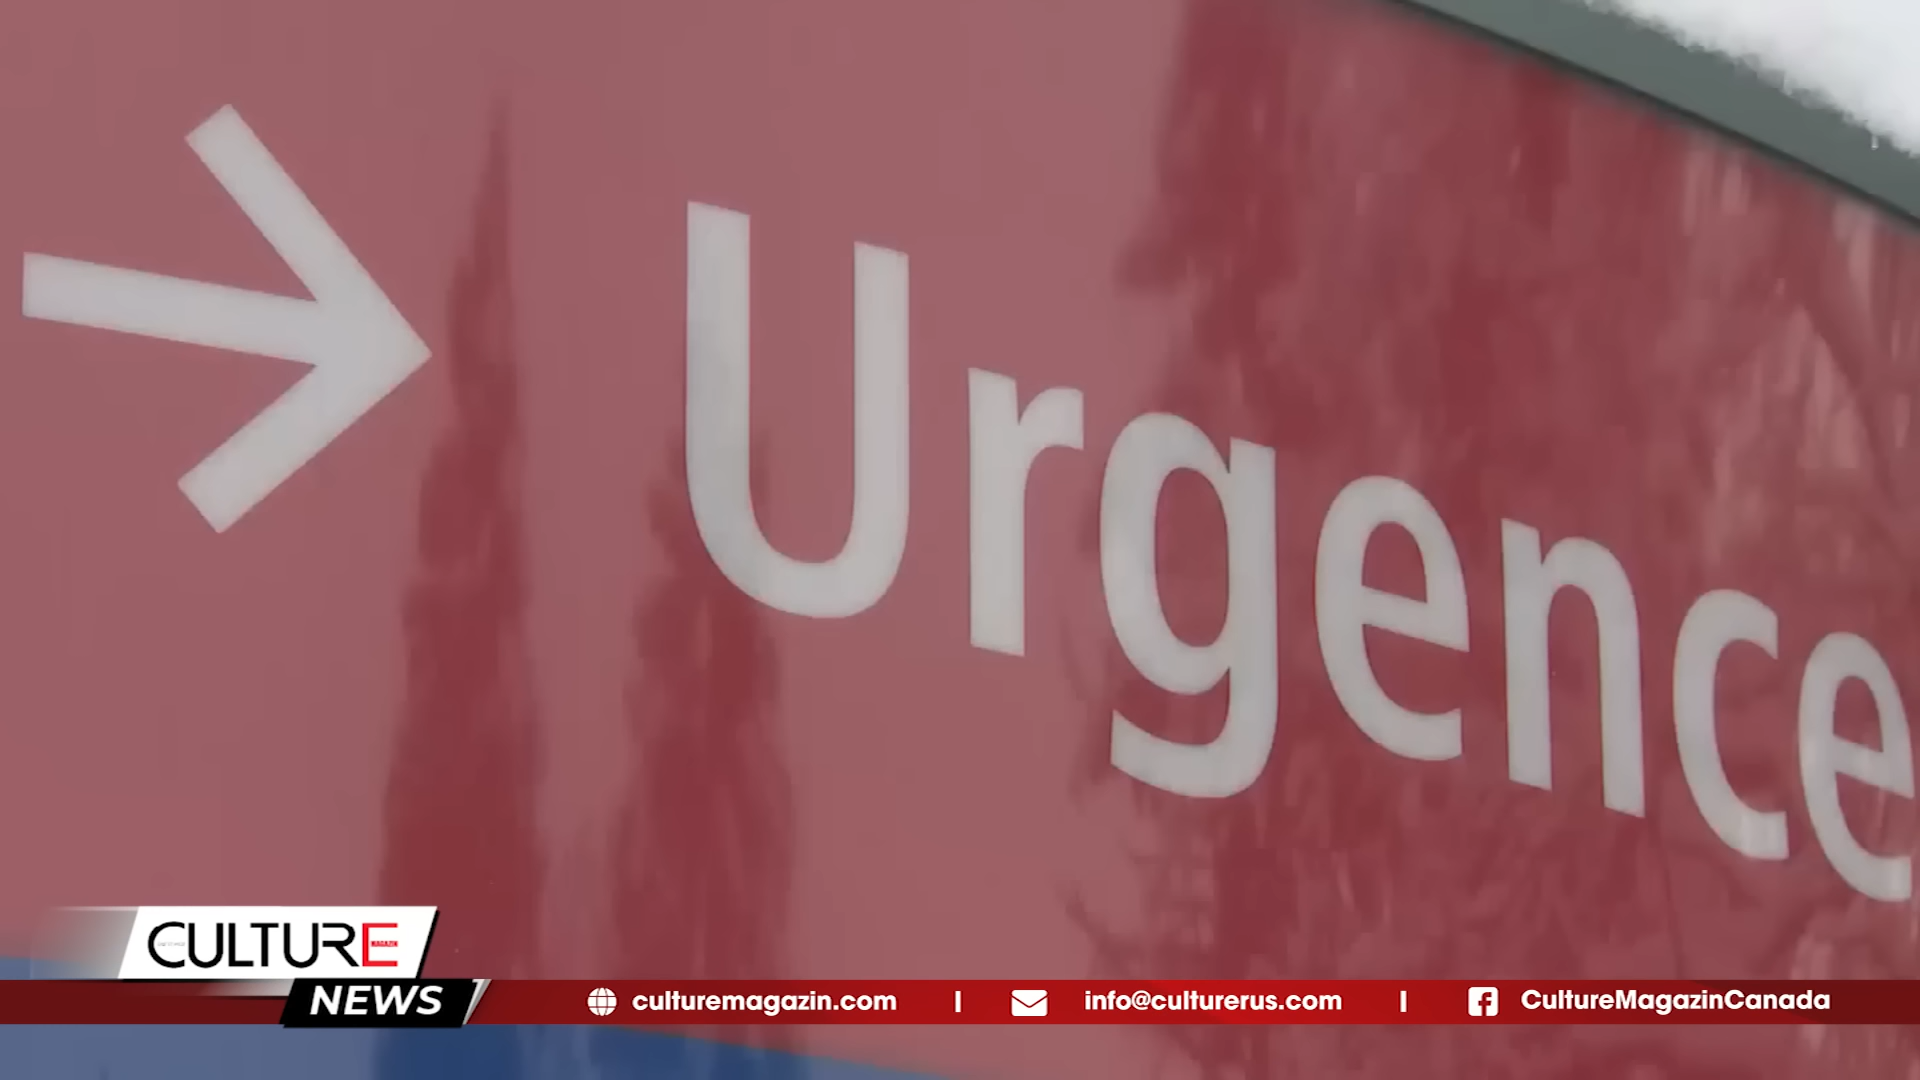 Urgence
CULTURE
MAGAZIN
NEWS
culturemagazin.com | info@culturerus.com | CultureMagazinCanada